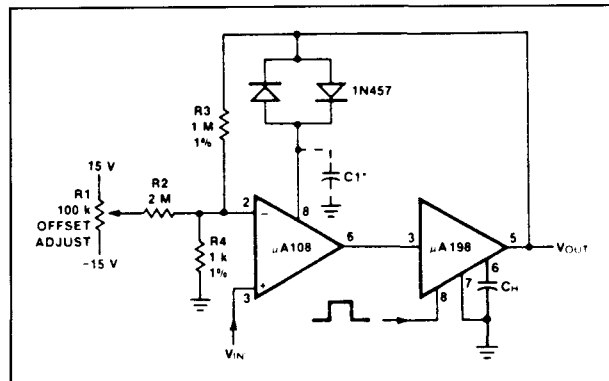 1N457
R3
1 M
1%
15 V
R1
100 k
OFFSET
ADJUST
-15 V
R2
2 M
C1*
2
8
R4
1 k
1%
μA108
6
3
VIN
3
μA198
5
VOUT
6
7
8
CH